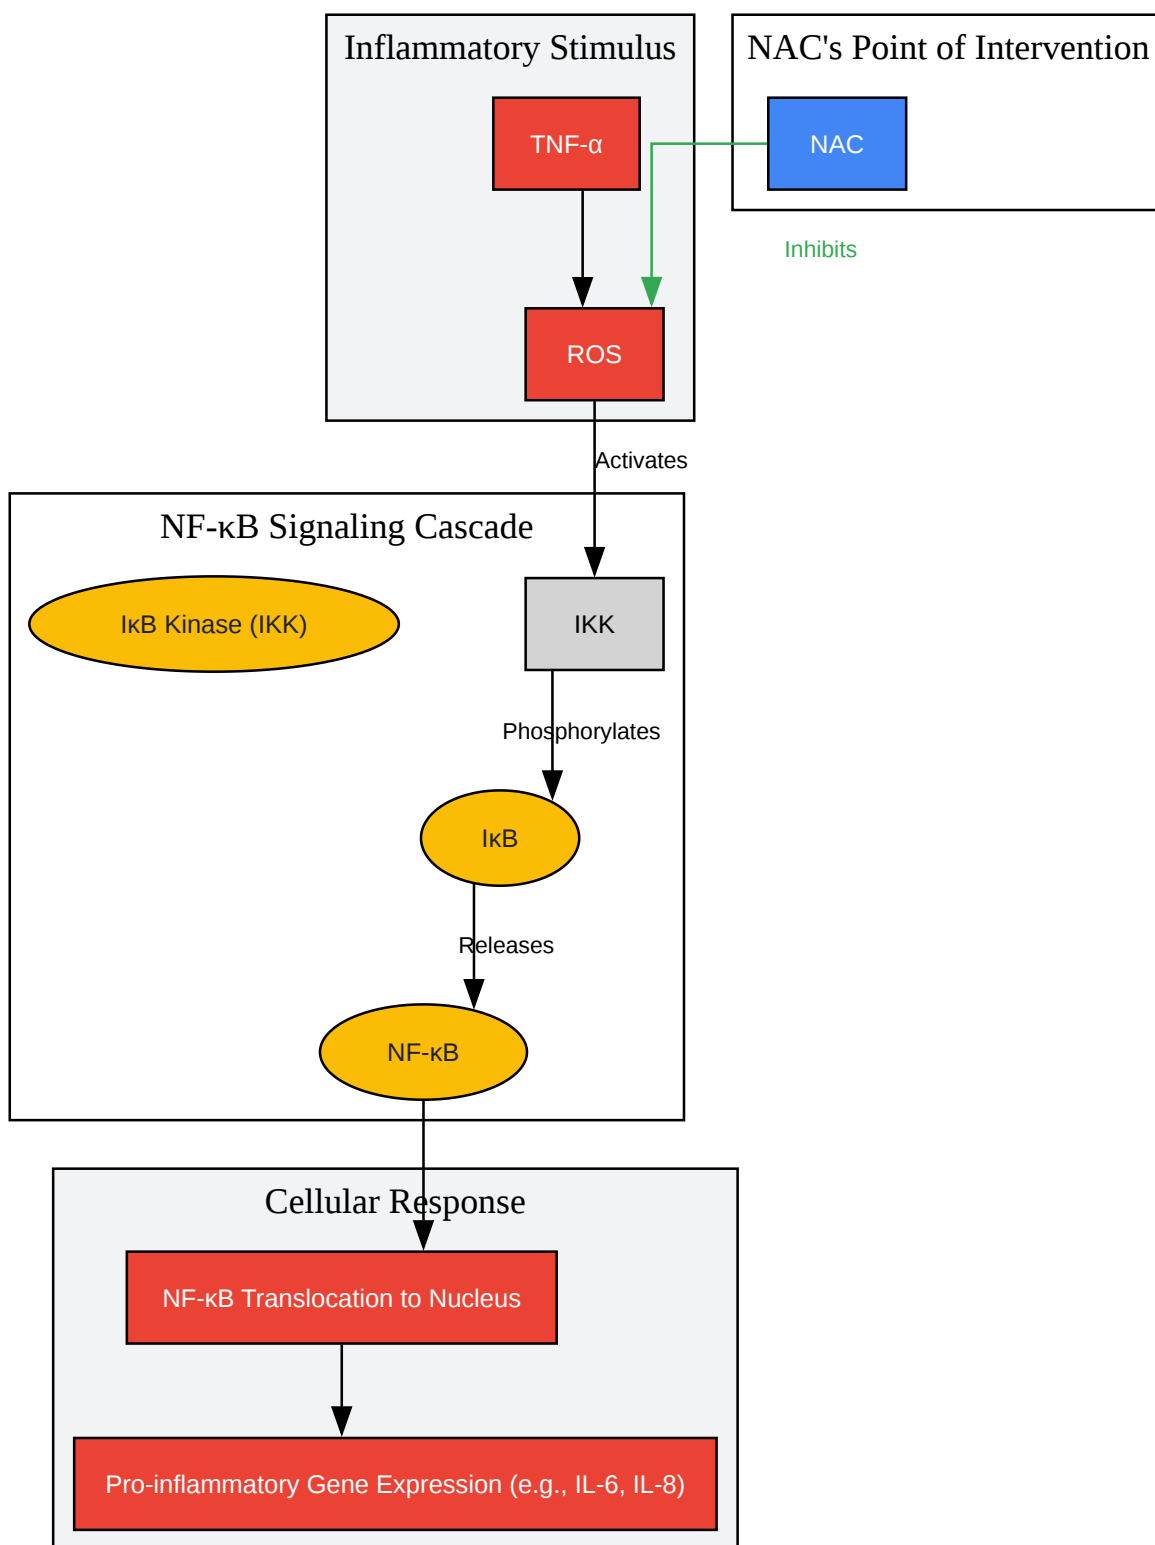 Inflammatory Stimulus
NAC's Point of Intervention
TNF-α
NAC
Inhibits
ROS
Activates
NF-κB Signaling Cascade
IκB Kinase (IKK)
IKK
Phosphorylates
IκB
Releases
NF-κB
Cellular Response
NF-κB Translocation to Nucleus
Pro-inflammatory Gene Expression (e.g., IL-6, IL-8)